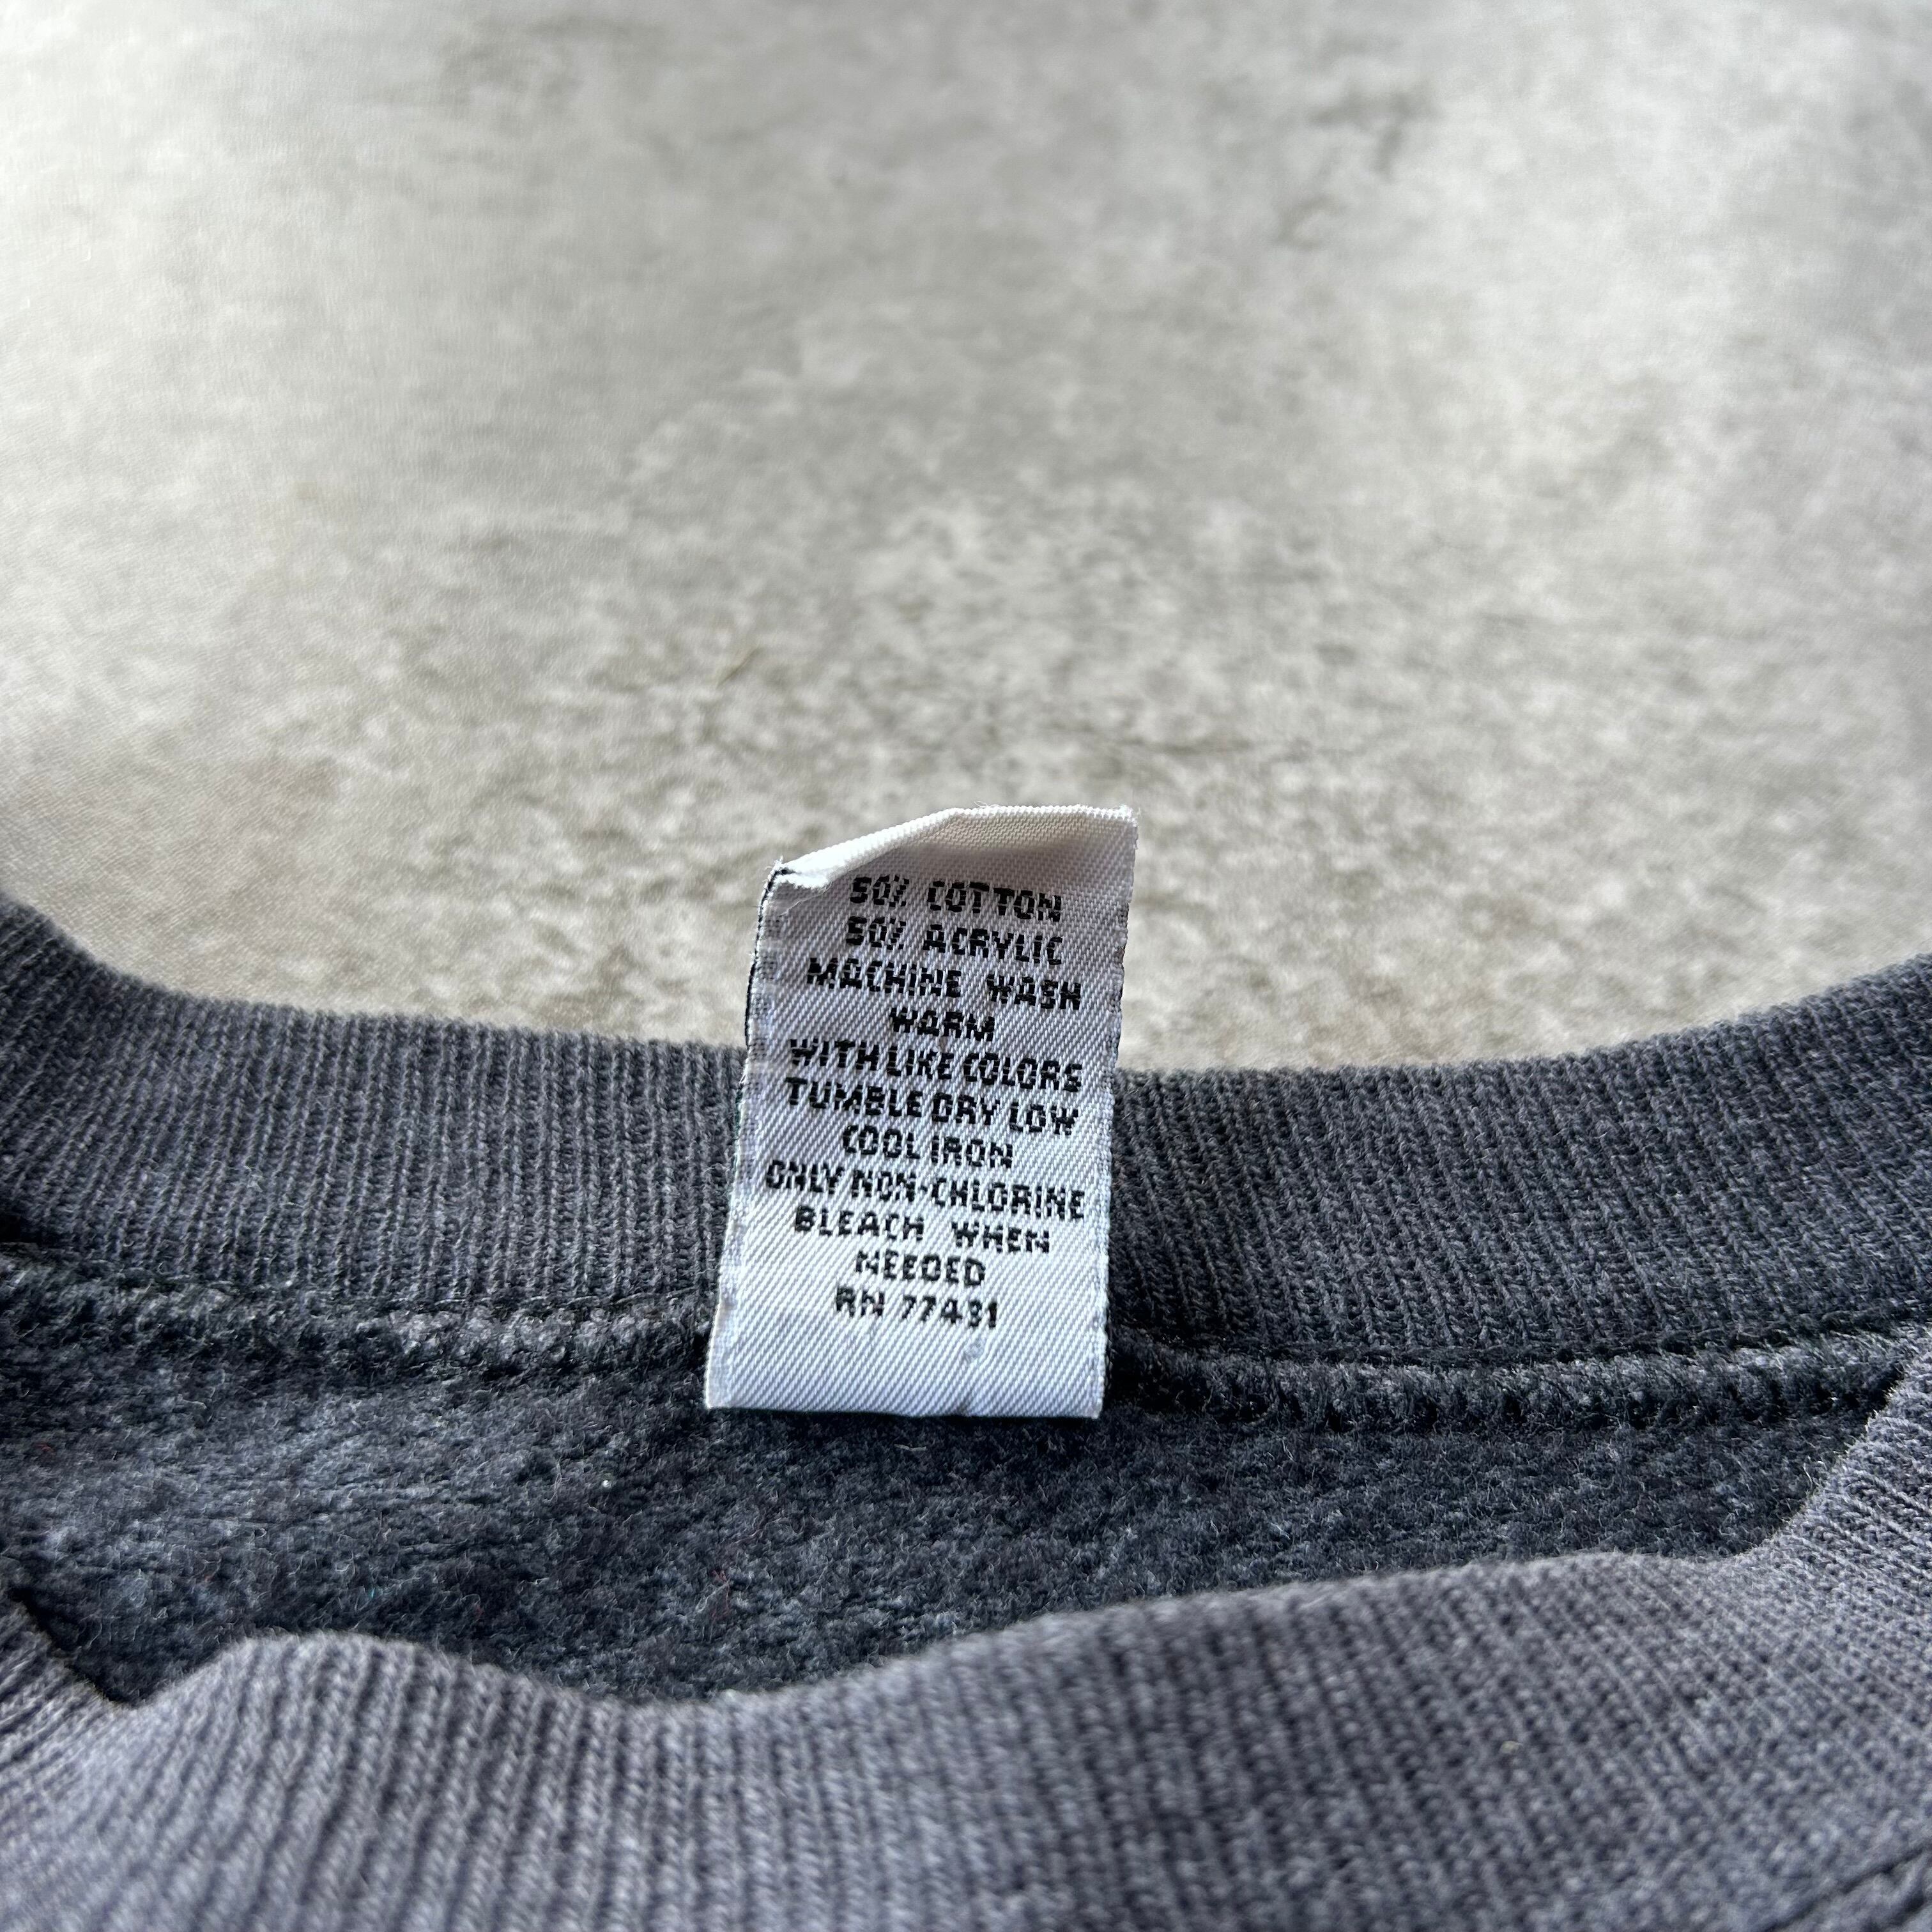 50% COTTON
50% ACRYLIC
MACHINE WASH
WARM
WITH LIKE COLORS
TUMBLE DRY LOW
COOL IRON
ONLY NON-CHLORINE
BLEACH WHEN
NEEDED
RN 77431